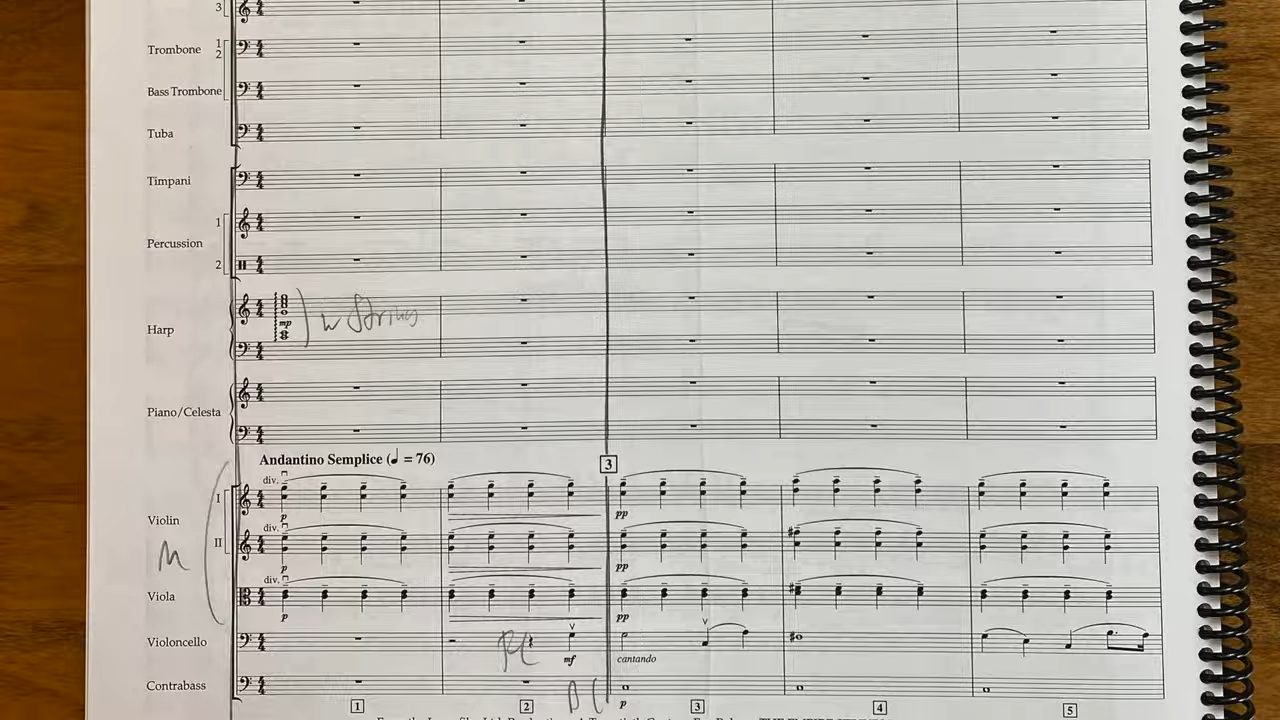 3
Trombone 1 2
Bass Trombone
Tuba
Timpani
1
Percussion
2
Harp mp w Strings
Piano/Celesta
Andantino Semplice (♩ = 76) 3
div.
I p pp
Violin div.
II p pp
div.
Viola p pp
Violoncello mf cantando
Contrabass p
1 2 3 4 5